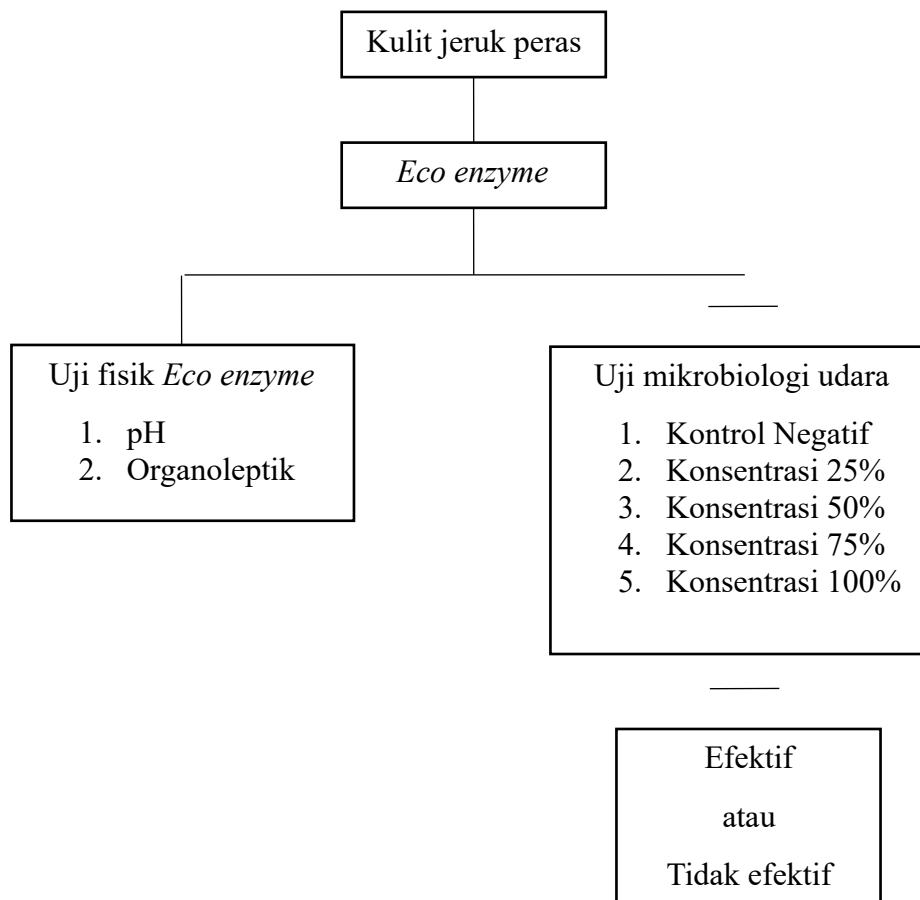 Kulit jeruk peras
Eco enzyme
Uji fisik Eco enzyme
1. pH
2. Organoleptik
Uji mikrobiologi udara
1. Kontrol Negatif
2. Konsentrasi 25%
3. Konsentrasi 50%
4. Konsentrasi 75%
5. Konsentrasi 100%
Efektif
atau
Tidak efektif